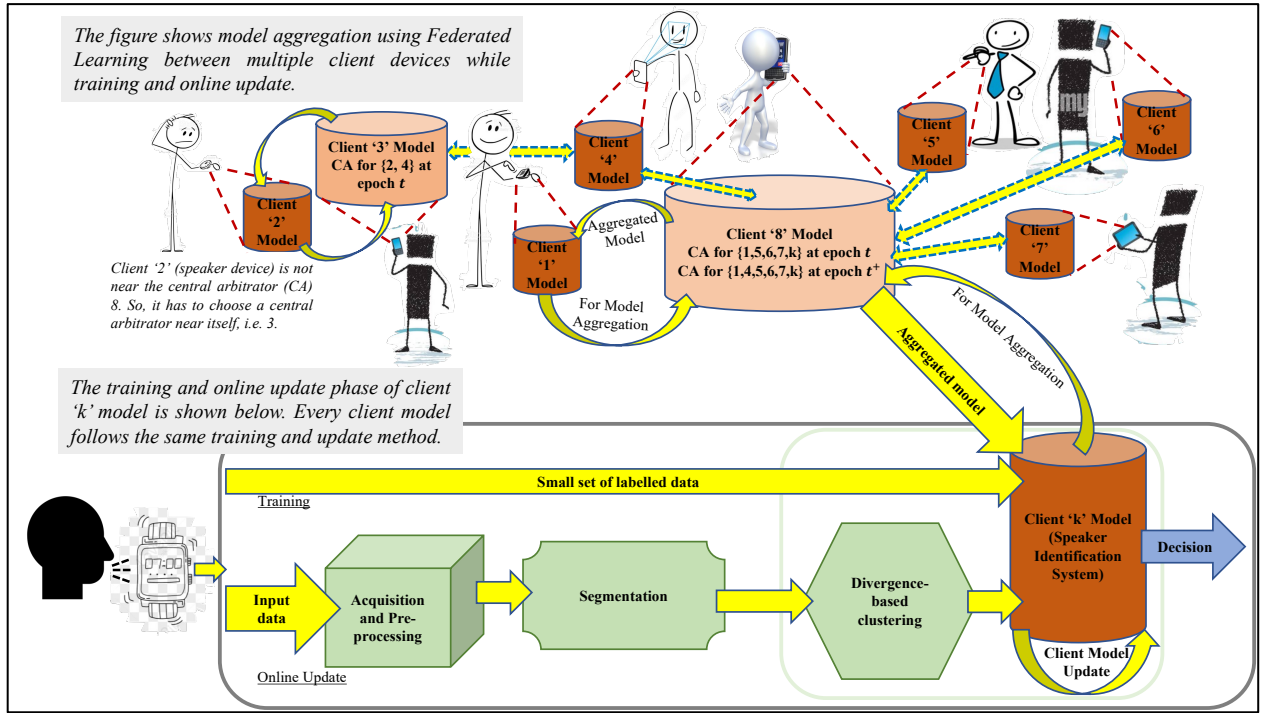 The figure shows model aggregation using Federated
Learning between multiple client devices while
training and online update.
Client ‘3’ Model
CA for {2, 4} at
epoch t
Client
‘2’
Model
Client ‘2’ (speaker device) is not
near the central arbitrator (CA)
8. So, it has to choose a central
arbitrator near itself, i.e. 3.
Client
‘4’
Model
Client
‘1’
Model
Aggregated
Model
For Model
Aggregation
Client ‘8’ Model
CA for {1,5,6,7,k} at epoch t
CA for {1,4,5,6,7,k} at epoch t⁺
Client
‘5’
Model
my
Client
‘6’
Model
Client
‘7’
Model
For Model Aggregation
Aggregated model
The training and online update phase of client
‘k’ model is shown below. Every client model
follows the same training and update method.
Small set of labelled data
Training
Input
data
Acquisition
and Pre-
processing
Segmentation
Divergence-
based
clustering
Client ‘k’ Model
(Speaker
Identification
System)
Decision
Client Model
Update
Online Update